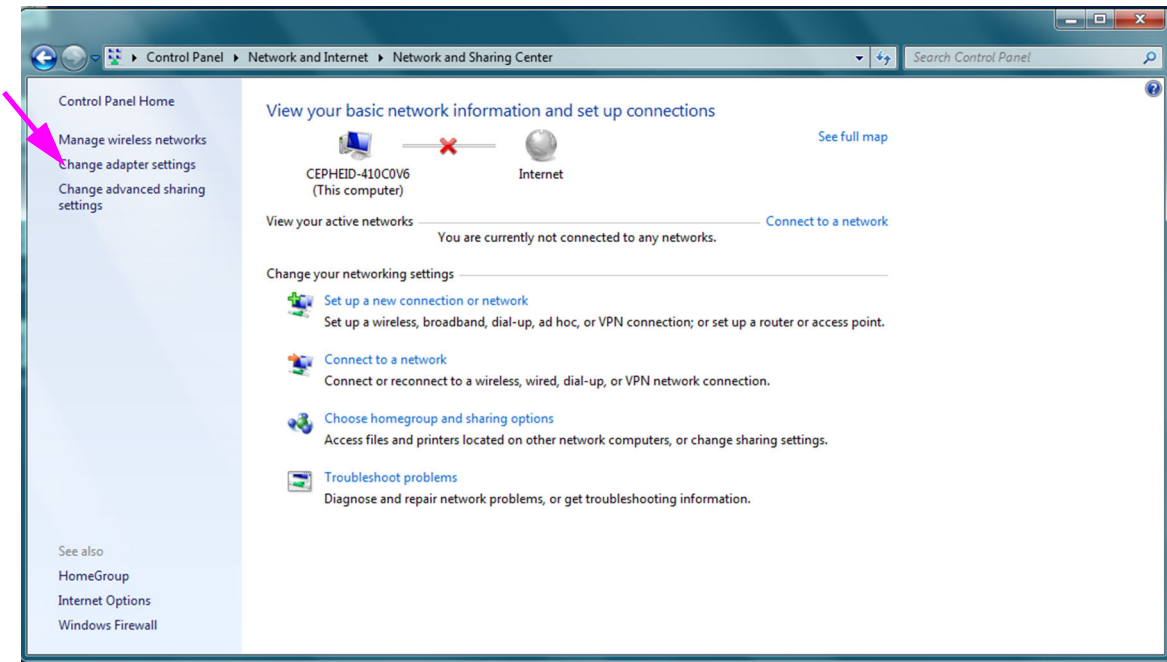 Control Panel ▸ Network and Internet ▸ Network and Sharing Center
Search Control Panel
Control Panel Home
Manage wireless networks
Change adapter settings
Change advanced sharing
settings
View your basic network information and set up connections
See full map
CEPHEID-410C0V6
(This computer)
Internet
View your active networks
Connect to a network
You are currently not connected to any networks.
Change your networking settings
Set up a new connection or network
Set up a wireless, broadband, dial-up, ad hoc, or VPN connection; or set up a router or access point.
Connect to a network
Connect or reconnect to a wireless, wired, dial-up, or VPN network connection.
Choose homegroup and sharing options
Access files and printers located on other network computers, or change sharing settings.
Troubleshoot problems
Diagnose and repair network problems, or get troubleshooting information.
See also
HomeGroup
Internet Options
Windows Firewall